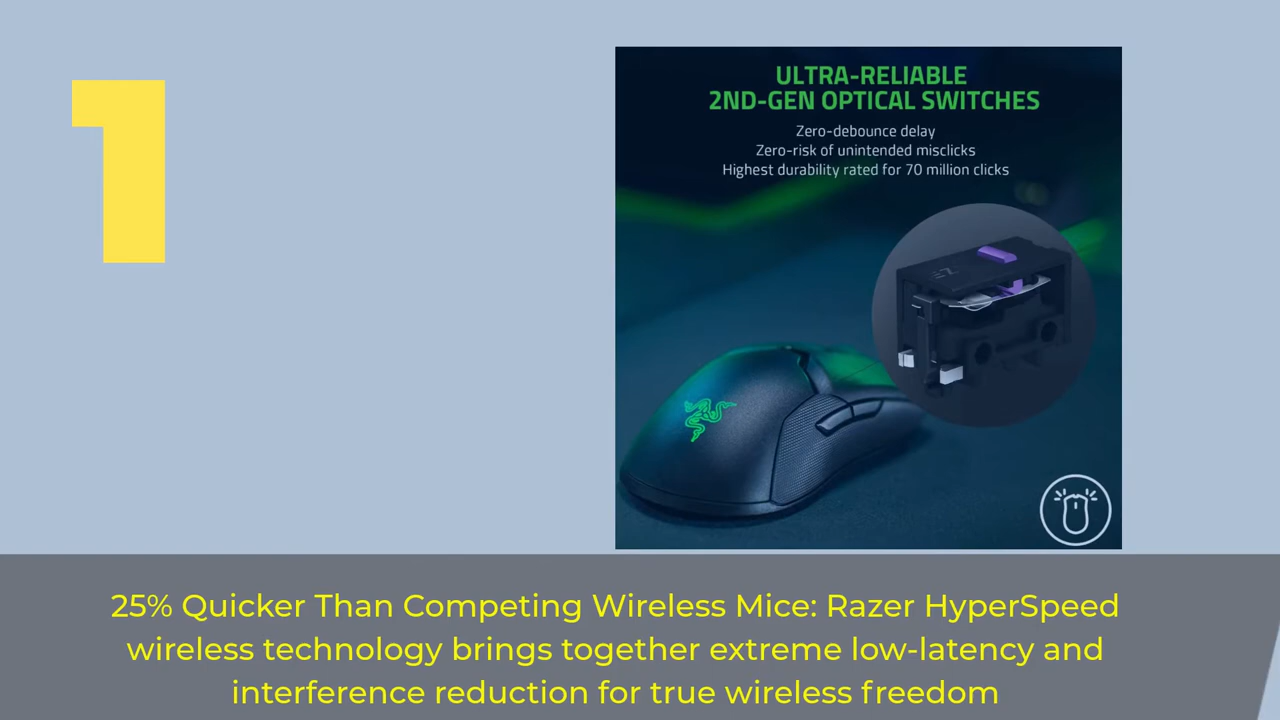 1
ULTRA-RELIABLE
2ND-GEN OPTICAL SWITCHES
Zero-debounce delay
Zero-risk of unintended misclicks
Highest durability rated for 70 million clicks
25% Quicker Than Competing Wireless Mice: Razer HyperSpeed
wireless technology brings together extreme low-latency and
interference reduction for true wireless freedom